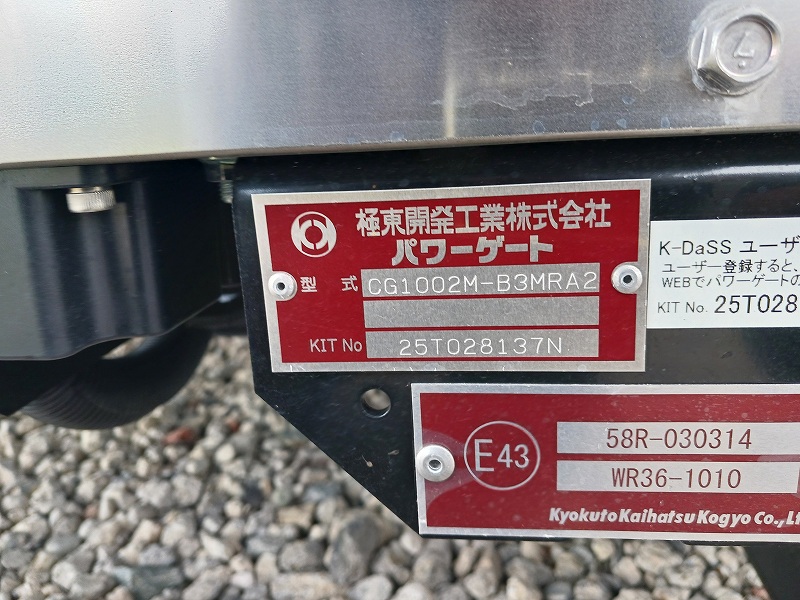 4
極東開発工業株式会社
パワーゲート
型 式 CG1002M-B3MRA2
KIT No 25T028137N
K-DaSS ユーザ
ユーザー登録すると、
WEBでパワーゲートの
KIT No. 25T028
E43
58R-030314
WR36-1010
Kyokuto Kaihatsu Kogyo Co.,Lt